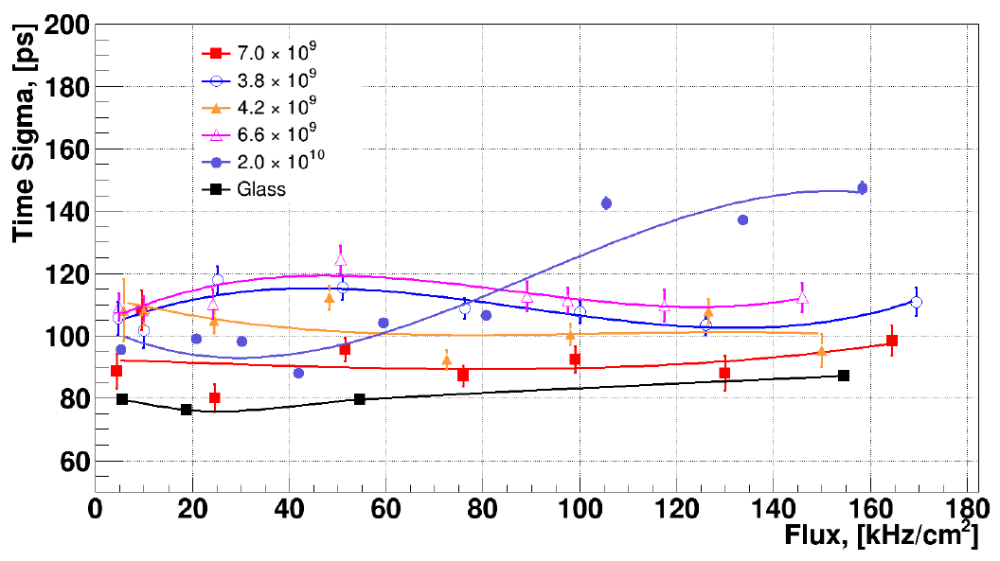 Time Sigma, [ps]
200
180
160
140
120
100
80
60
7.0 × 10⁹
3.8 × 10⁹
4.2 × 10⁹
6.6 × 10⁹
2.0 × 10¹⁰
Glass
0 20 40 60 80 100 120 140 160 180
Flux, [kHz/cm²]